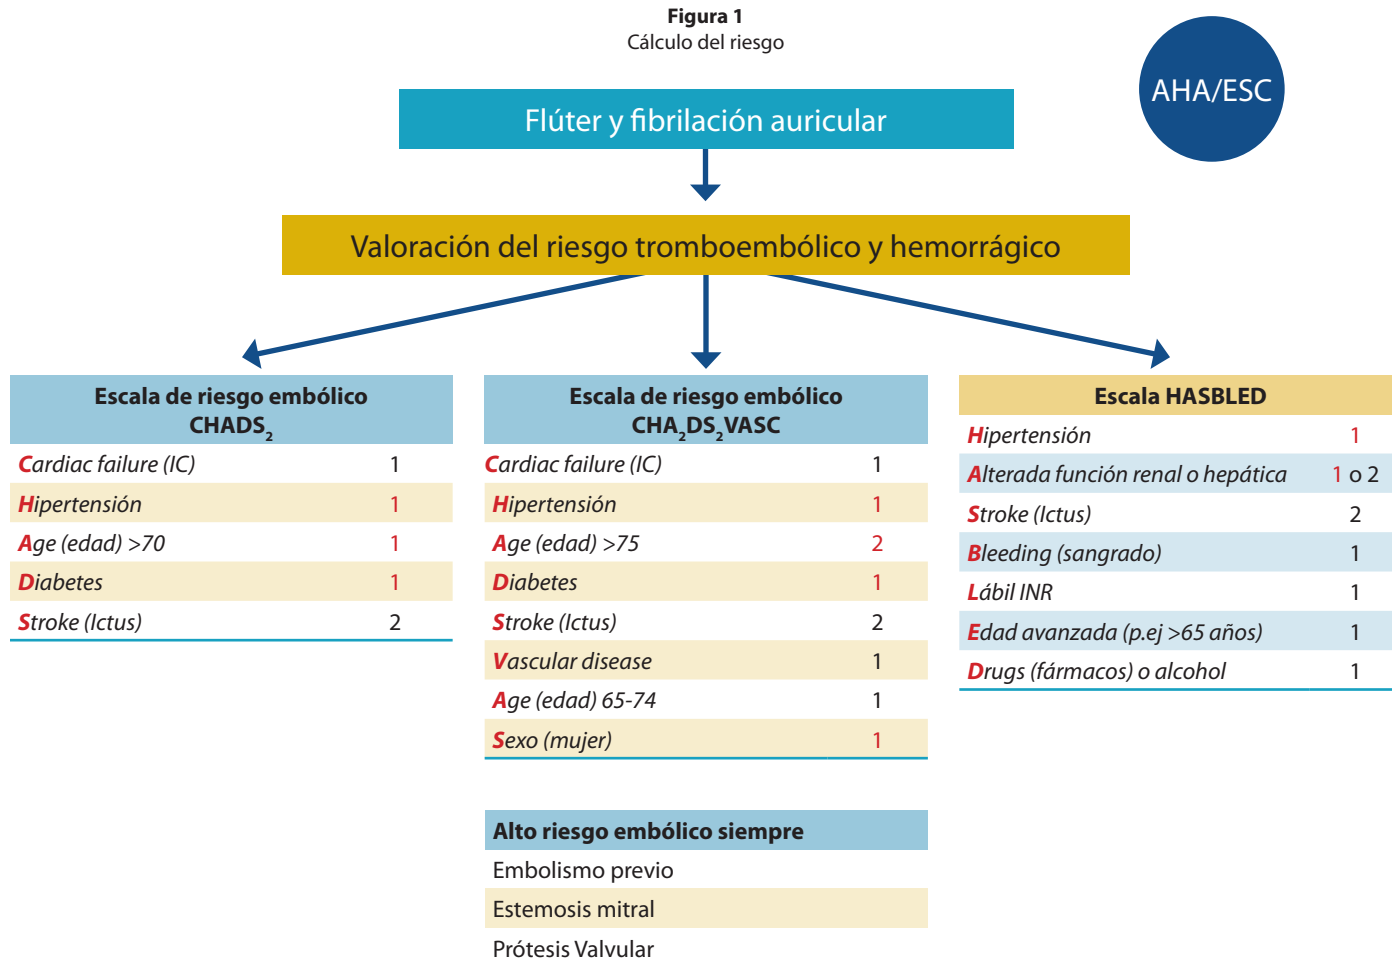 Figura 1
Cálculo del riesgo
AHA/ESC
Flúter y fibrilación auricular
Valoración del riesgo tromboembólico y hemorrágico
Escala de riesgo embólico
CHADS2
Cardiac failure (IC) 1
Hipertensión 1
Age (edad) >70 1
Diabetes 1
Stroke (Ictus) 2
Escala de riesgo embólico
CHA2DS2VASC
Cardiac failure (IC) 1
Hipertensión 1
Age (edad) >75 2
Diabetes 1
Stroke (Ictus) 2
Vascular disease 1
Age (edad) 65-74 1
Sexo (mujer) 1
Escala HASBLED
Hipertensión 1
Alterada función renal o hepática 1 o 2
Stroke (Ictus) 2
Bleeding (sangrado) 1
Lábil INR 1
Edad avanzada (p.ej >65 años) 1
Drugs (fármacos) o alcohol 1
Alto riesgo embólico siempre
Embolismo previo
Estemosis mitral
Prótesis Valvular